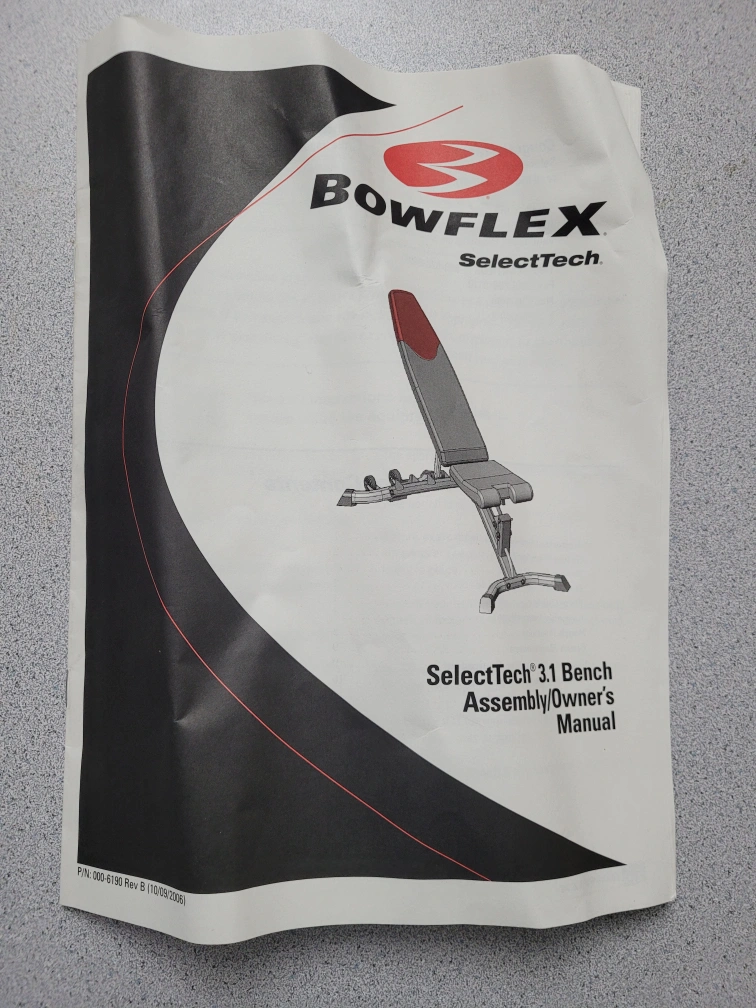 BOWFLEX®
SelectTech®
SelectTech® 3.1 Bench
Assembly/Owner's
Manual
P/N: 000-6190 Rev B (10/09/2006)